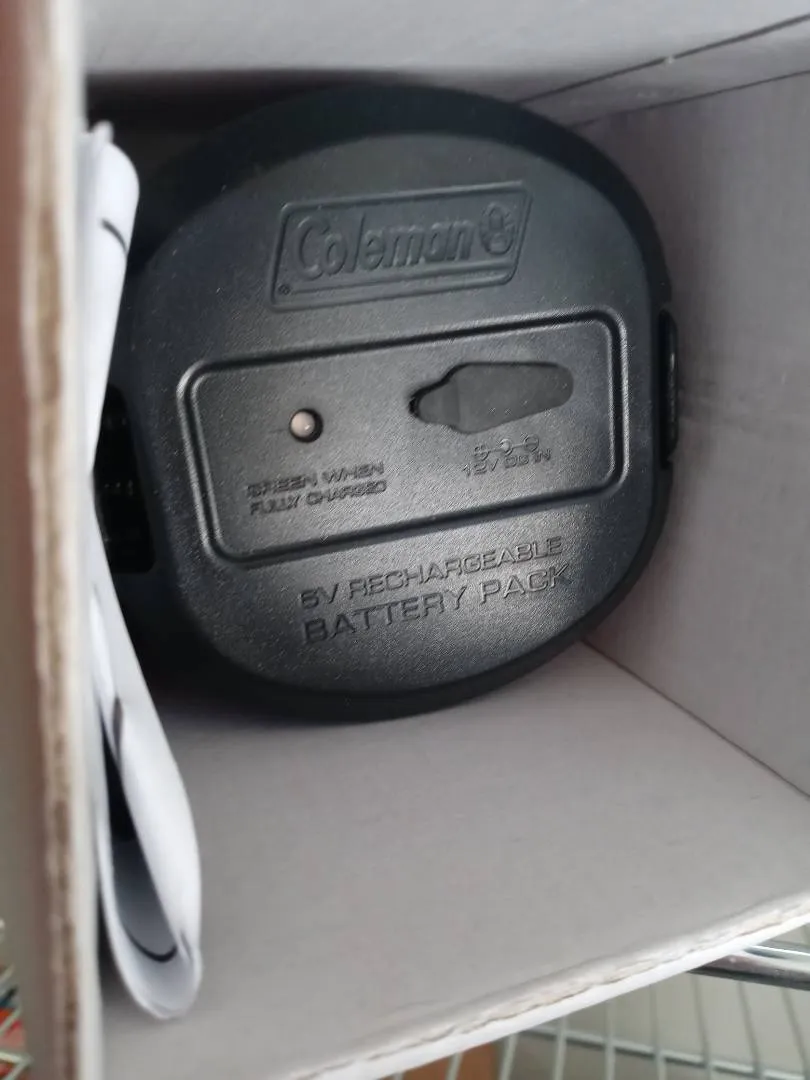 Coleman
GREEN WHEN
FULLY CHARGED
12V DC IN
6V RECHARGEABLE
BATTERY PACK